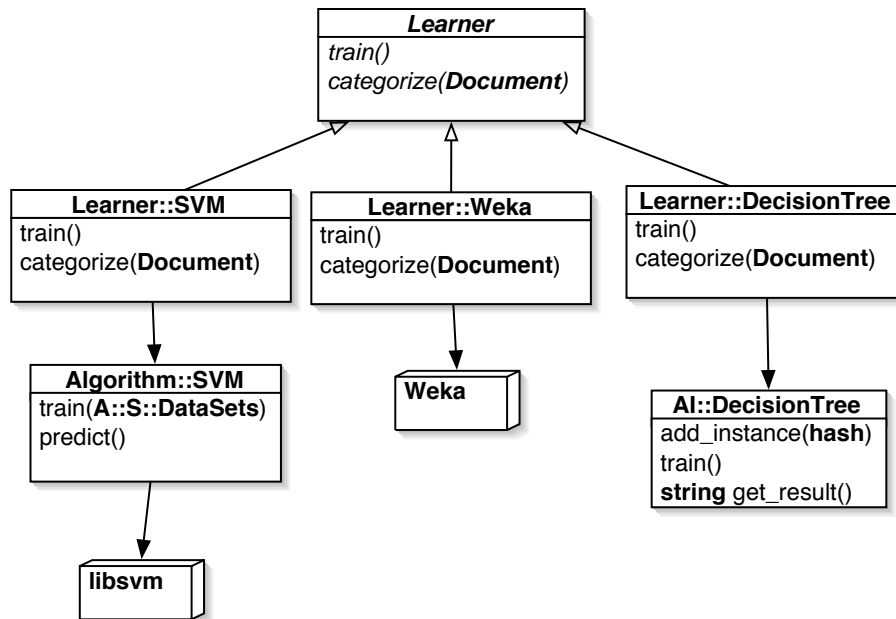 Learner
train()
categorize(Document)
Learner::SVM
train()
categorize(Document)
Learner::Weka
train()
categorize(Document)
Learner::DecisionTree
train()
categorize(Document)
Algorithm::SVM
train(A::S::DataSets)
predict()
Weka
AI::DecisionTree
add_instance(hash)
train()
string get_result()
libsvm